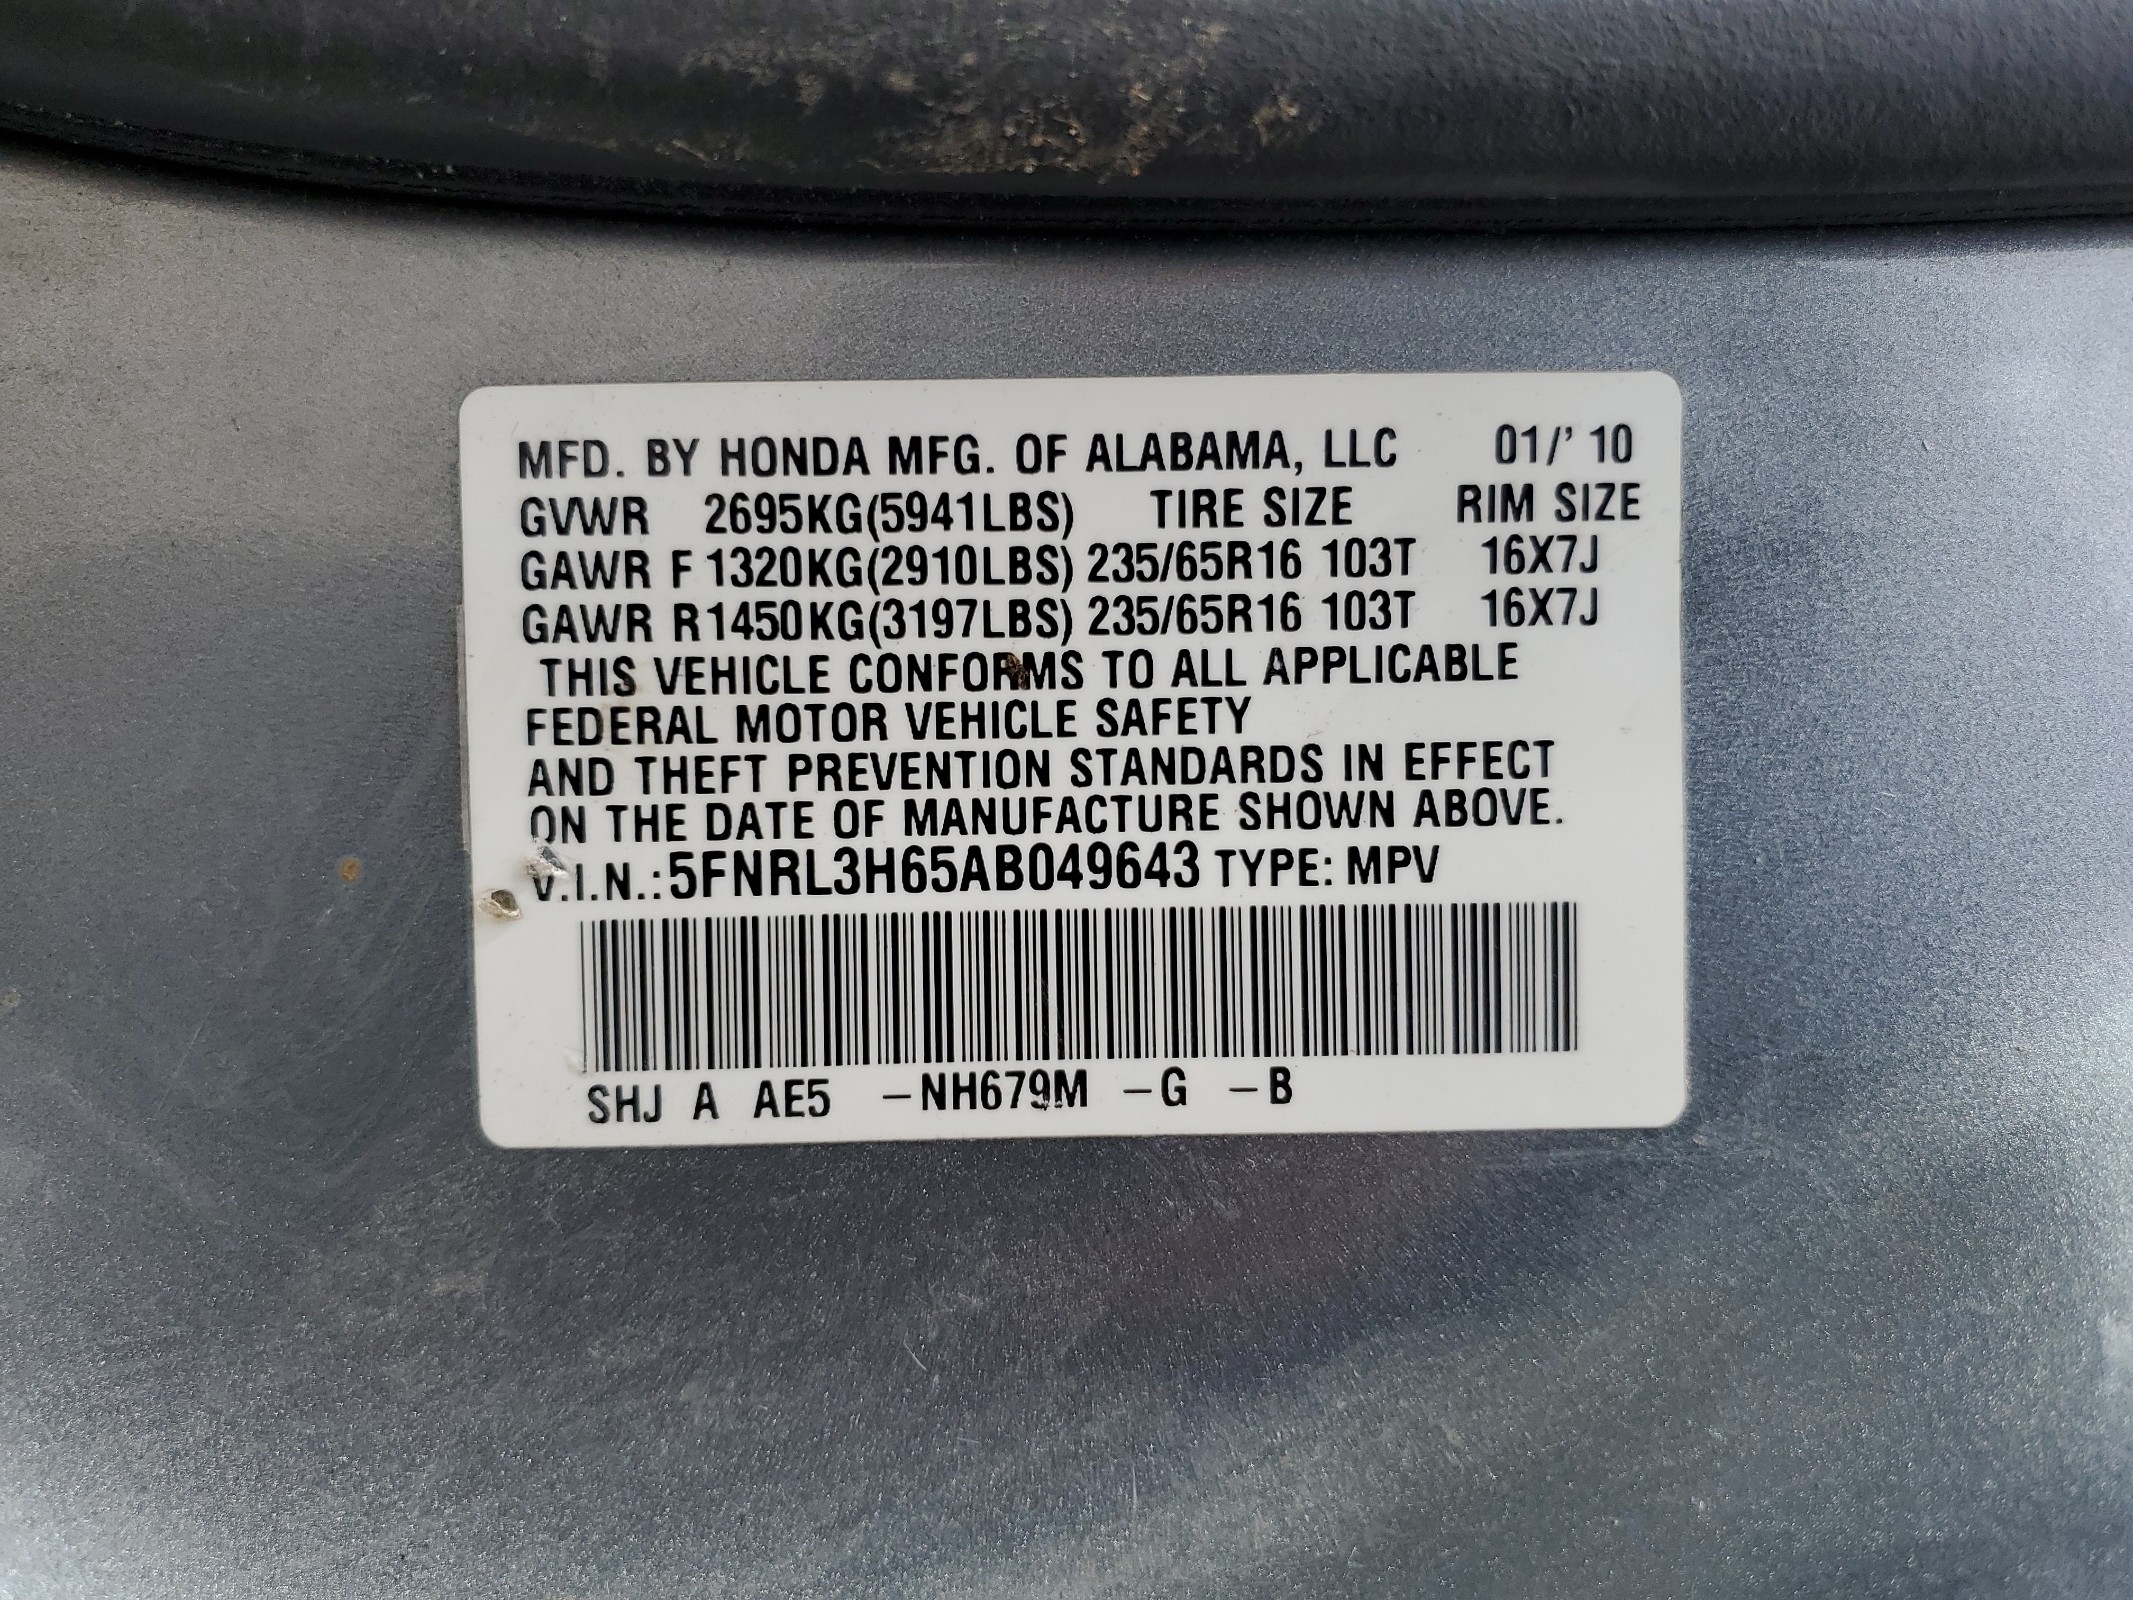 MFD. BY HONDA MFG. OF ALABAMA, LLC 01/' 10
GVWR 2695KG(5941LBS) TIRE SIZE RIM SIZE
GAWR F 1320KG(2910LBS) 235/65R16 103T 16X7J
GAWR R1450KG(3197LBS) 235/65R16 103T 16X7J
THIS VEHICLE CONFORMS TO ALL APPLICABLE
FEDERAL MOTOR VEHICLE SAFETY
AND THEFT PREVENTION STANDARDS IN EFFECT
ON THE DATE OF MANUFACTURE SHOWN ABOVE.
V.I.N.:5FNRL3H65AB049643 TYPE: MPV
SHJ A AE5 –NH679M –G –B